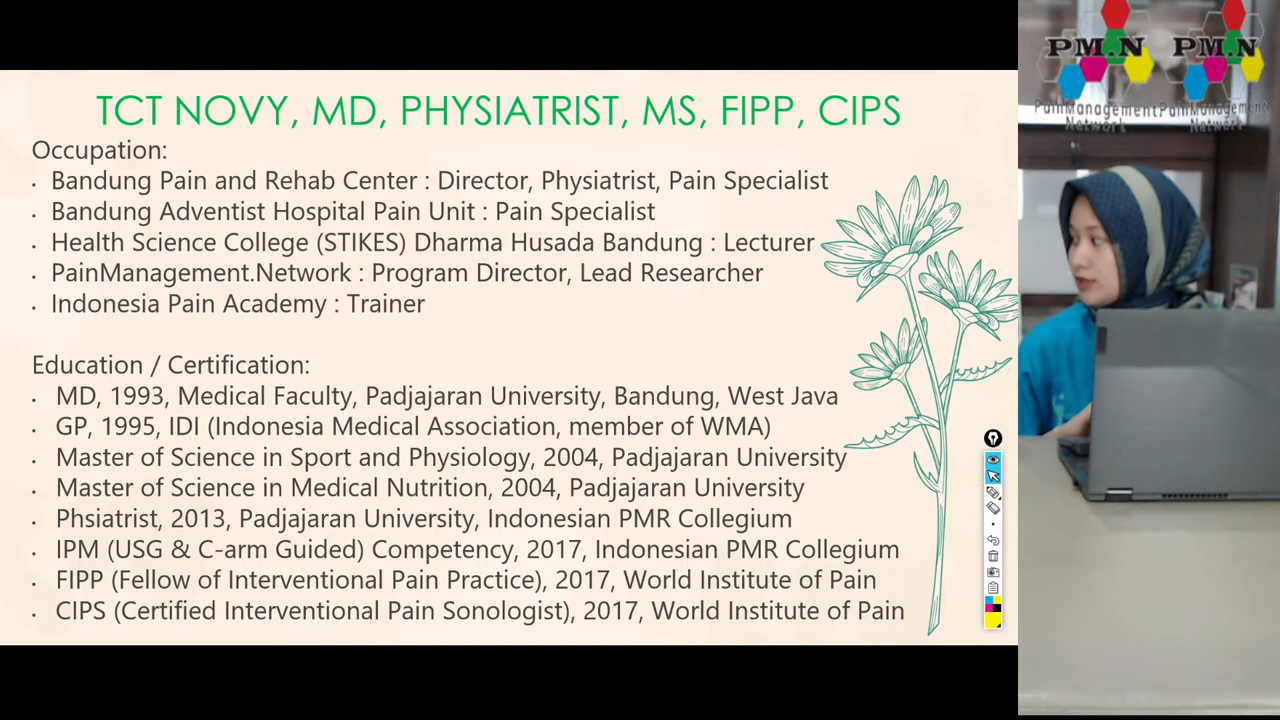 TCT NOVY, MD, PHYSIATRIST, MS, FIPP, CIPS
Occupation:
• Bandung Pain and Rehab Center : Director, Physiatrist, Pain Specialist
• Bandung Adventist Hospital Pain Unit : Pain Specialist
• Health Science College (STIKES) Dharma Husada Bandung : Lecturer
• PainManagement.Network : Program Director, Lead Researcher
• Indonesia Pain Academy : Trainer
Education / Certification:
• MD, 1993, Medical Faculty, Padjajaran University, Bandung, West Java
• GP, 1995, IDI (Indonesia Medical Association, member of WMA)
• Master of Science in Sport and Physiology, 2004, Padjajaran University
• Master of Science in Medical Nutrition, 2004, Padjajaran University
• Phsiatrist, 2013, Padjajaran University, Indonesian PMR Collegium
• IPM (USG & C-arm Guided) Competency, 2017, Indonesian PMR Collegium
• FIPP (Fellow of Interventional Pain Practice), 2017, World Institute of Pain
• CIPS (Certified Interventional Pain Sonologist), 2017, World Institute of Pain
PM.N PM.N
PainManagement PainManagement
Network Network